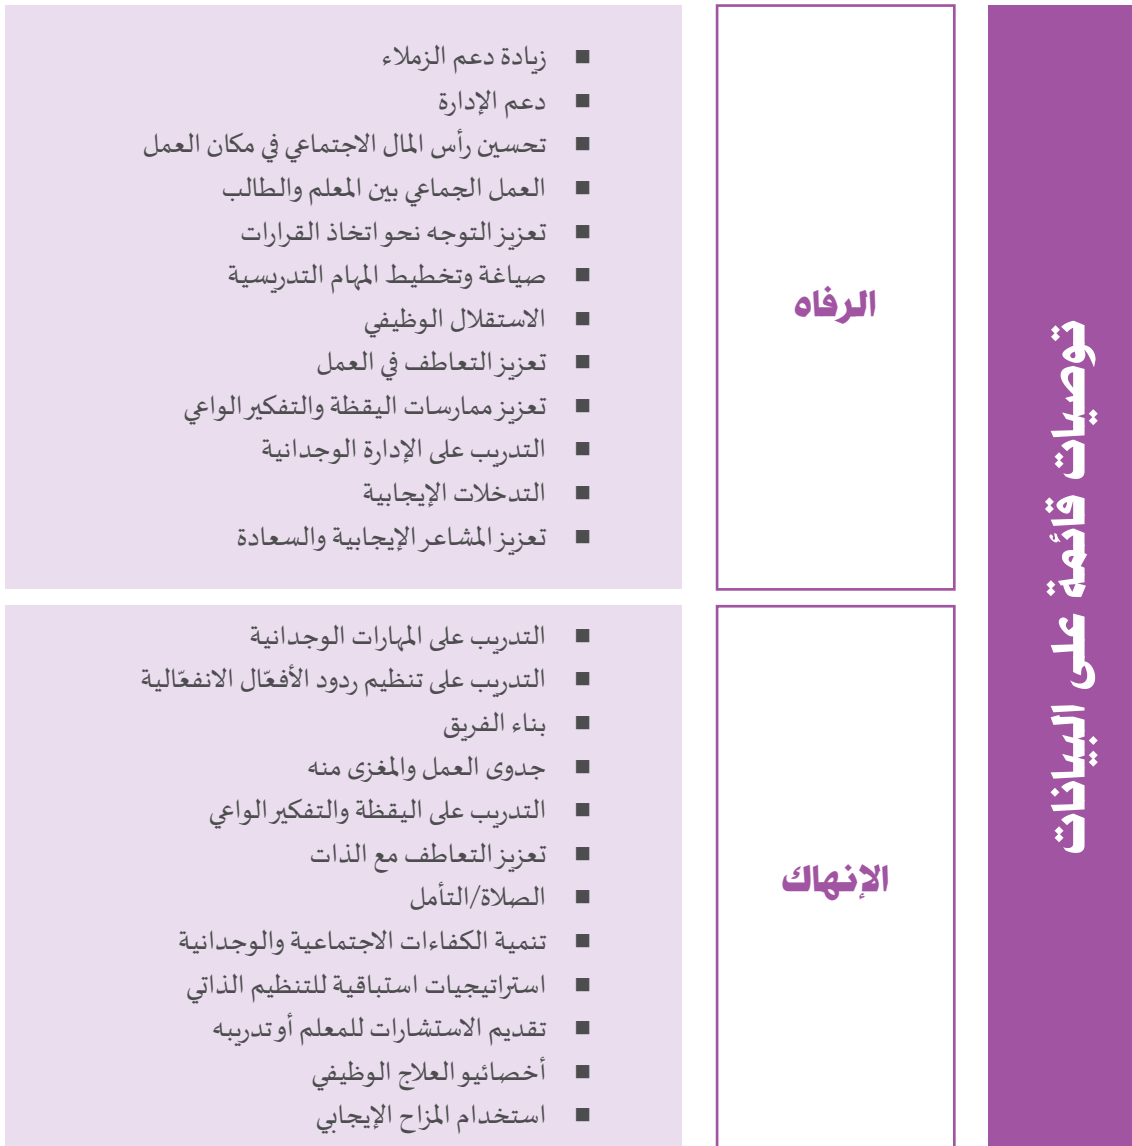 توصيات قائمة على البيانات
الرفاه
زيادة دعم الزملاء
دعم الإدارة
تحسين رأس المال الاجتماعي في مكان العمل
العمل الجماعي بين المعلم والطالب
تعزيز التوجه نحو اتخاذ القرارات
صياغة وتخطيط المهام التدريسية
الاستقلال الوظيفي
تعزيز التعاطف في العمل
تعزيز ممارسات اليقظة والتفكير الواعي
التدريب على الإدارة الوجدانية
التدخلات الإيجابية
تعزيز المشاعر الإيجابية والسعادة
الإنهاك
التدريب على المهارات الوجدانية
التدريب على تنظيم ردود الأفعّال الانفعّالية
بناء الفريق
جدوى العمل والمغزى منه
التدريب على اليقظة والتفكير الواعي
تعزيز التعاطف مع الذات
الصلاة/التأمل
تنمية الكفاءات الاجتماعية والوجدانية
استراتيجيات استباقية للتنظيم الذاتي
تقديم الاستشارات للمعلم أو تدريبه
أخصائيو العلاج الوظيفي
استخدام المزاح الإيجابي